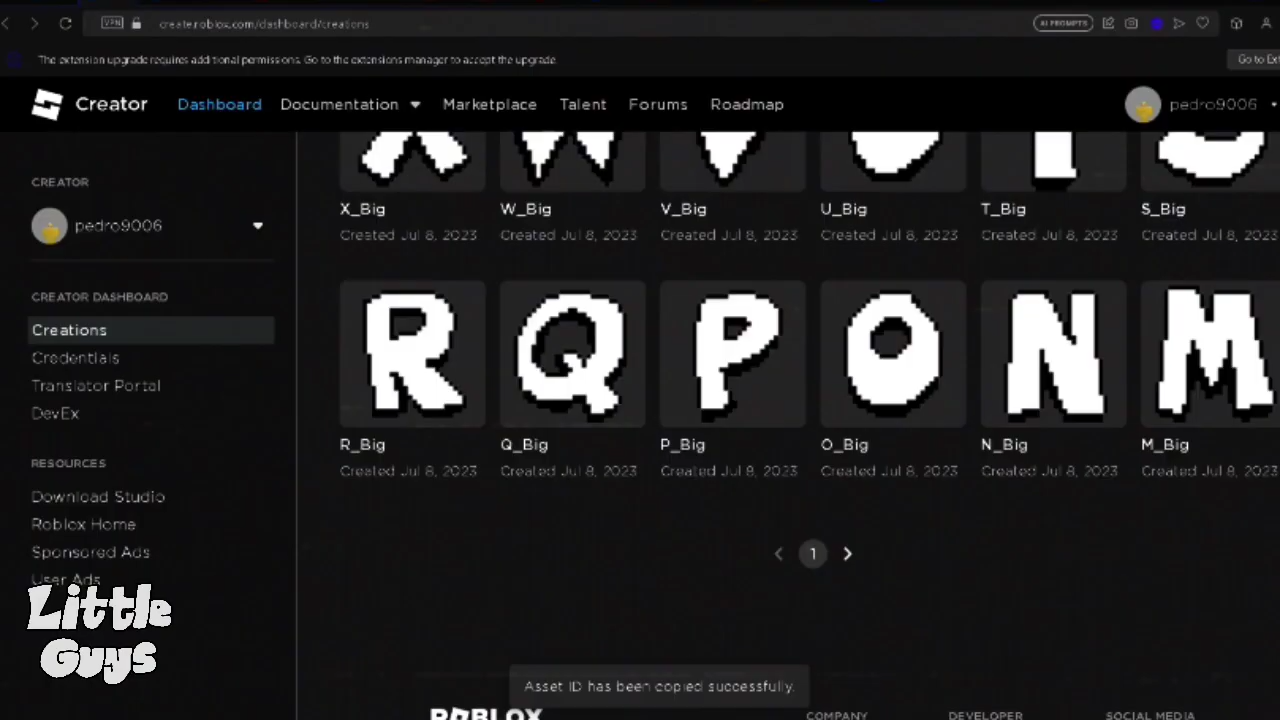 VPN create.roblox.com/dashboard/creations AI PROMPTS
The extension upgrade requires additional permissions. Go to the extensions manager to accept the upgrade. Go to Ext
Creator Dashboard Documentation Marketplace Talent Forums Roadmap pedro9006
CREATOR
pedro9006
CREATOR DASHBOARD
Creations
Credentials
Translator Portal
DevEx
RESOURCES
Download Studio
Roblox Home
Sponsored Ads
User Ads
Little
Guys
X W V U T S
X_Big W_Big V_Big U_Big T_Big S_Big
Created Jul 8, 2023 Created Jul 8, 2023 Created Jul 8, 2023 Created Jul 8, 2023 Created Jul 8, 2023 Created Jul 8, 2023
R Q P O N M
R_Big Q_Big P_Big O_Big N_Big M_Big
Created Jul 8, 2023 Created Jul 8, 2023 Created Jul 8, 2023 Created Jul 8, 2023 Created Jul 8, 2023 Created Jul 8, 2023
1
Asset ID has been copied successfully.
ROBLOX COMPANY DEVELOPER SOCIAL MEDIA